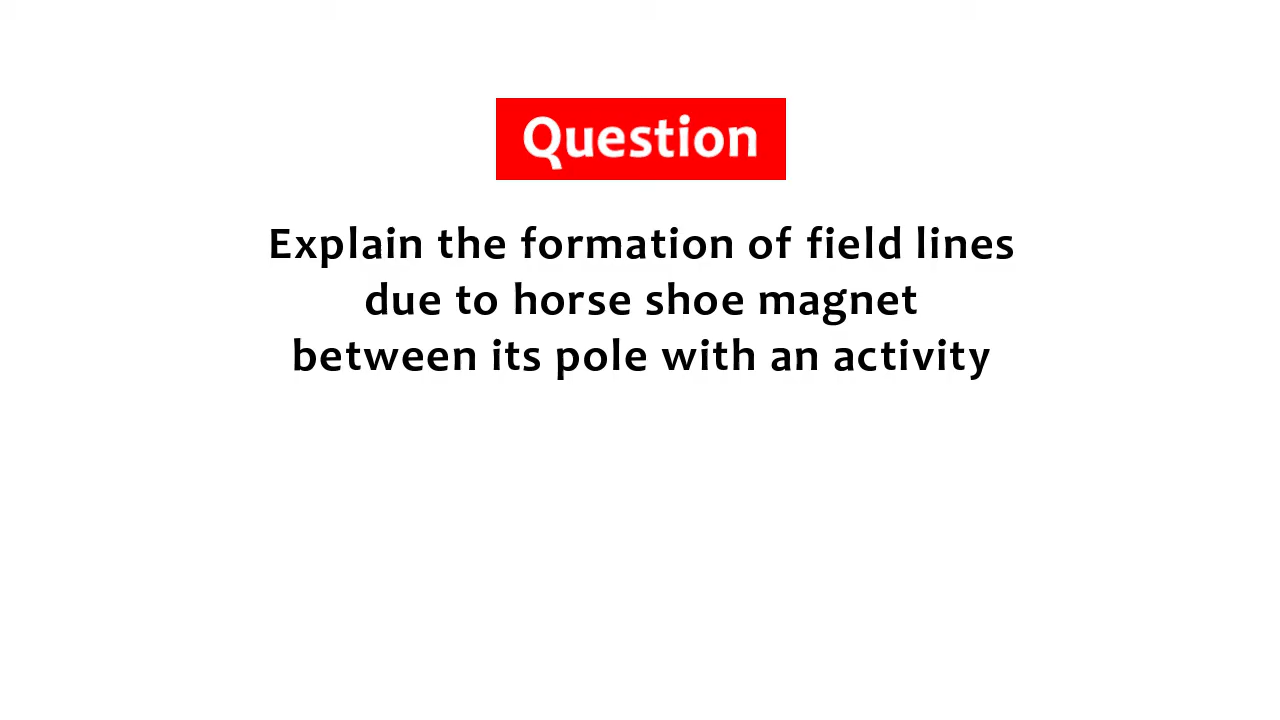 Question
Explain the formation of field lines
due to horse shoe magnet
between its pole with an activity